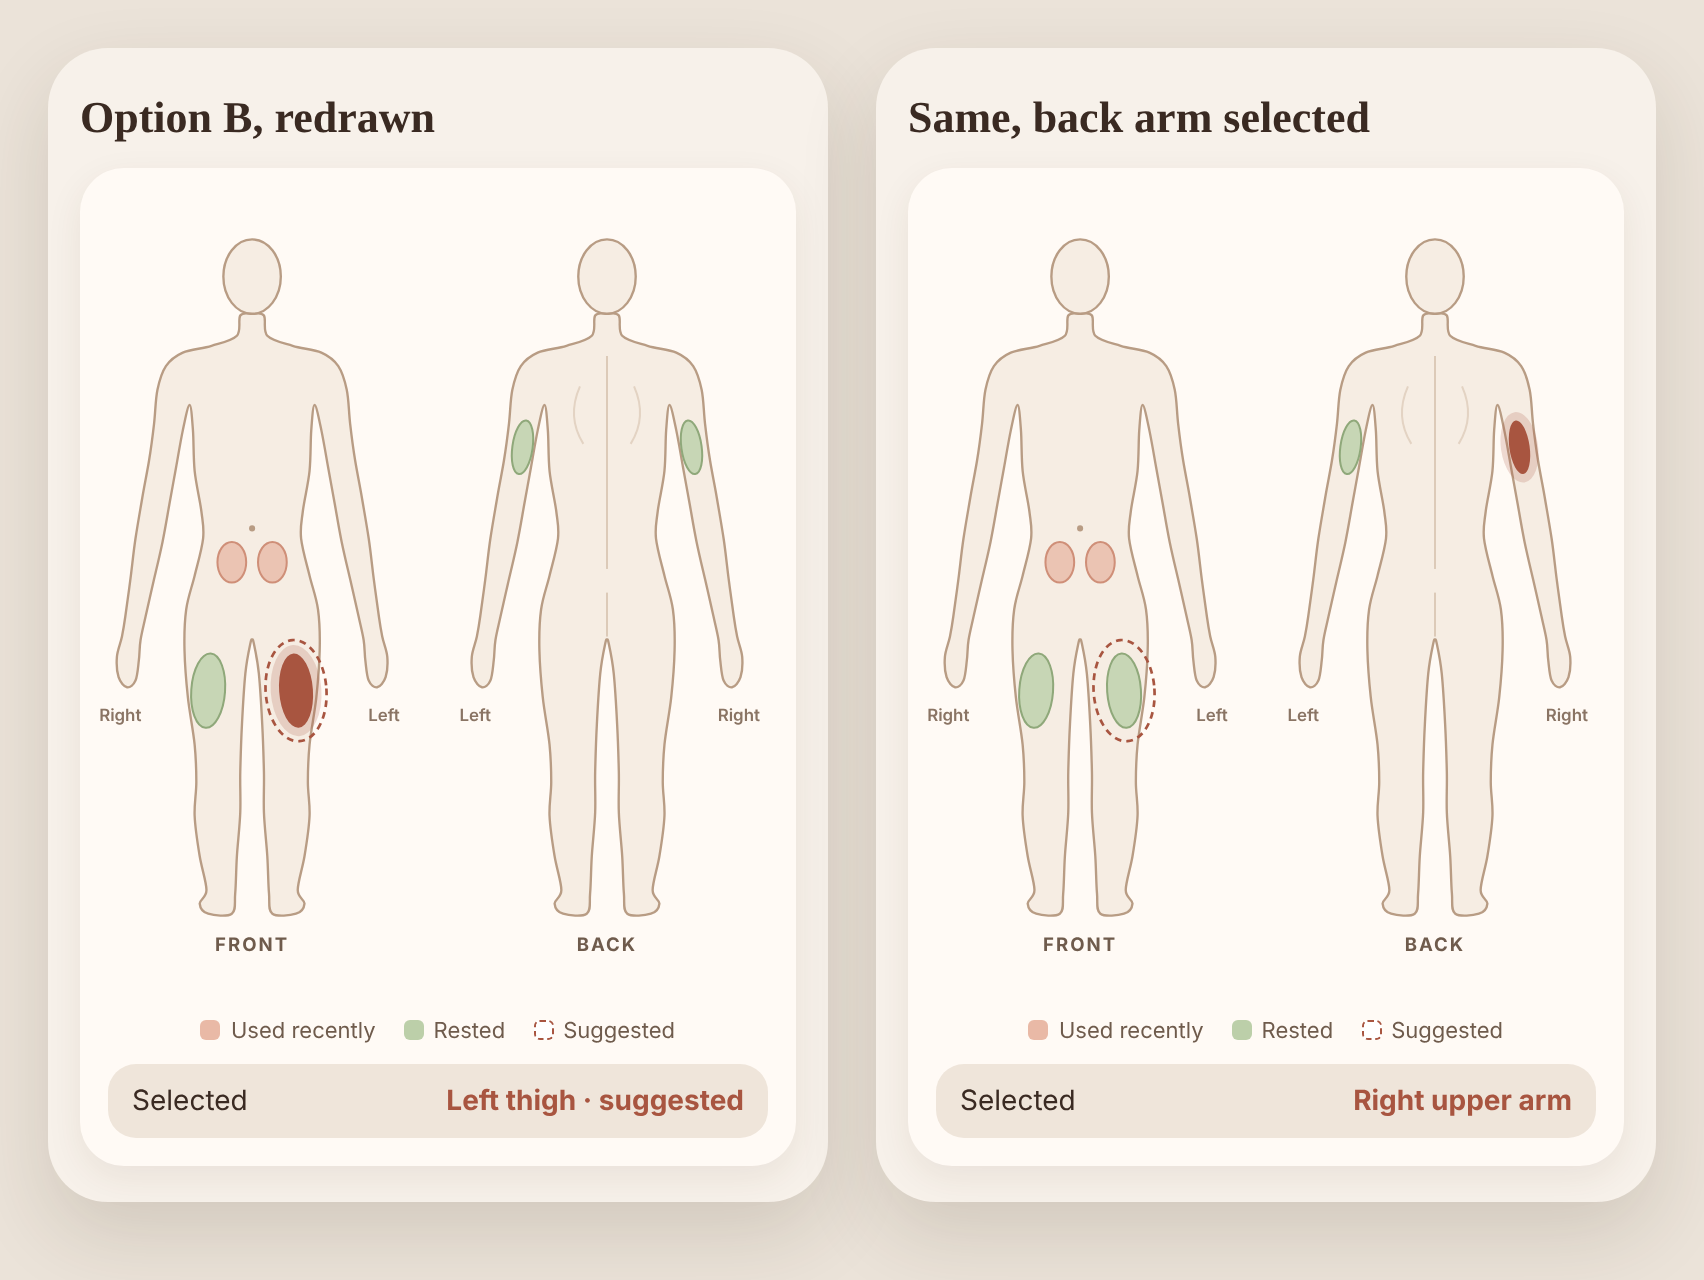 Option B, redrawn
Right
Left
Left
Right
FRONT
BACK
Used recently
Rested
Suggested
Selected
Left thigh · suggested
Same, back arm selected
Right
Left
Left
Right
FRONT
BACK
Used recently
Rested
Suggested
Selected
Right upper arm